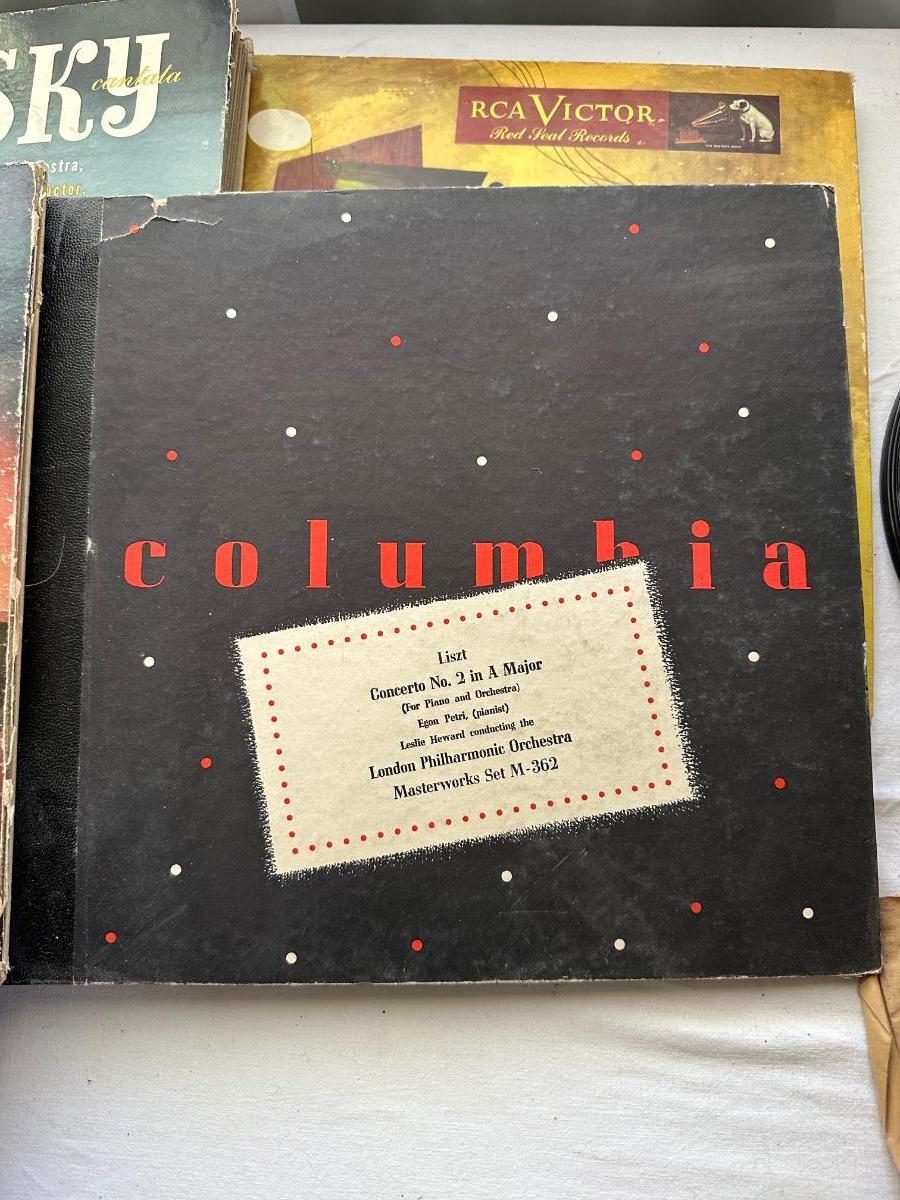 SKY
cantata
RCA VICTOR
Red Seal Records
columbia
Liszt
Concerto No. 2 in A Major
(For Piano and Orchestra)
Egon Petri, (pianist)
Leslie Heward conducting the
London Philharmonic Orchestra
Masterworks Set M-362